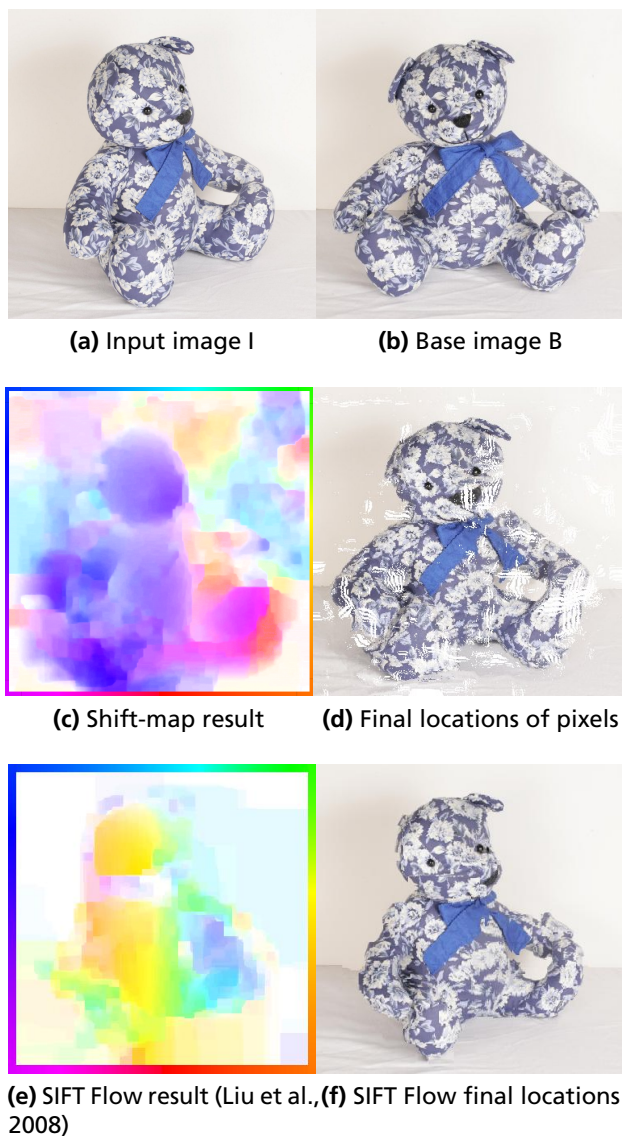 (a) Input image I
(b) Base image B
(c) Shift-map result
(d) Final locations of pixels
(e) SIFT Flow result (Liu et al., 2008)
(f) SIFT Flow final locations